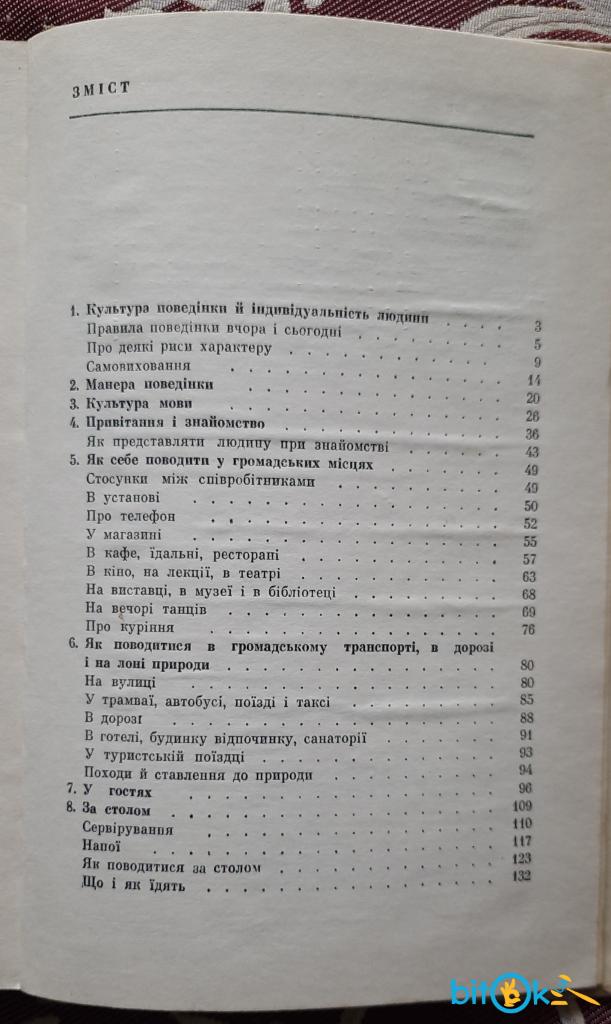 ЗМІСТ
1. Культура поведінки й індивідуальність людини . . . . 3
Правила поведінки вчора і сьогодні . . . . . . . . . 5
Про деякі риси характеру . . . . . . . . . . . . 9
Самовиховання . . . . . . . . . . . . . . . 14
2. Манера поведінки . . . . . . . . . . . . . . 20
3. Культура мови . . . . . . . . . . . . . . . 26
4. Привітання і знайомство . . . . . . . . . . . . 36
Як представляти людину при знайомстві . . . . . . . 43
5. Як себе поводити у громадських місцях . . . . . . . 49
Стосунки між співробітниками . . . . . . . . . . 49
В установі . . . . . . . . . . . . . . . . . 50
Про телефон . . . . . . . . . . . . . . . . 52
У магазині . . . . . . . . . . . . . . . . . 55
В кафе, їдальні, ресторані . . . . . . . . . . . . 57
В кіно, на лекції, в театрі . . . . . . . . . . . . 63
На виставці, в музеї і в бібліотеці . . . . . . . . . . 68
На вечорі танців . . . . . . . . . . . . . . . 69
Про куріння . . . . . . . . . . . . . . . . 76
6. Як поводитися в громадському транспорті, в дорозі
і на лоні природи . . . . . . . . . . . . . . . 80
На вулиці . . . . . . . . . . . . . . . . . 80
У трамваї, автобусі, поїзді і таксі . . . . . . . . . . 85
В дорозі . . . . . . . . . . . . . . . . . 88
В готелі, будинку відпочинку, санаторії . . . . . . . . 91
У туристській поїздці . . . . . . . . . . . . . 93
Походи й ставлення до природи . . . . . . . . . . 94
7. У гостях . . . . . . . . . . . . . . . . . 96
8. За столом . . . . . . . . . . . . . . . . . 109
Сервірування . . . . . . . . . . . . . . . . 110
Напої . . . . . . . . . . . . . . . . . . 117
Як поводитися за столом . . . . . . . . . . . . 123
Що і як їдять . . . . . . . . . . . . . . . . 132
bitOk